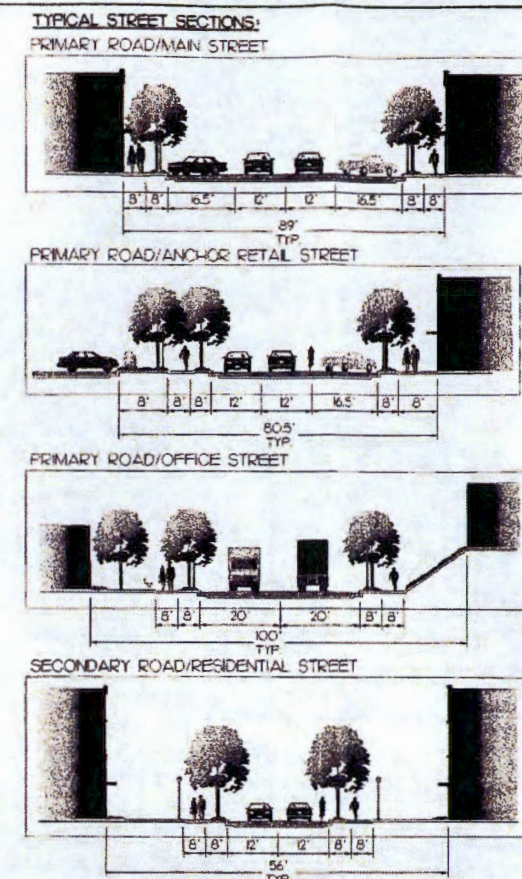 TYPICAL STREET SECTIONS:
PRIMARY ROAD/MAIN STREET
8' 8' 16.5' 12' 12' 16.5' 8' 8'
89'
TYP.
PRIMARY ROAD/ANCHOR RETAIL STREET
8' 8' 8' 12' 12' 16.5' 8' 8'
80.5'
TYP.
PRIMARY ROAD/OFFICE STREET
8' 8' 20' 20' 8' 8'
100'
TYP.
SECONDARY ROAD/RESIDENTIAL STREET
8' 8' 12' 12' 8' 8'
56'
TYP.